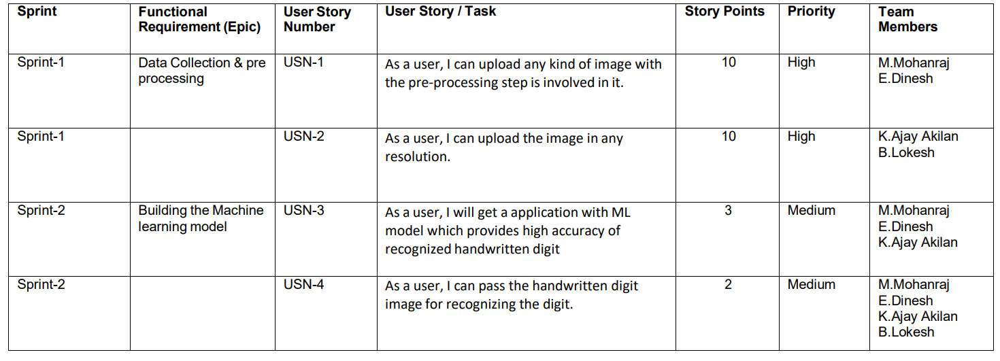 Sprint Functional Requirement (Epic) User Story Number User Story / Task Story Points Priority Team Members
Sprint-1 Data Collection & pre processing USN-1 As a user, I can upload any kind of image with the pre-processing step is involved in it. 10 High M.Mohanraj E.Dinesh
Sprint-1 USN-2 As a user, I can upload the image in any resolution. 10 High K.Ajay Akilan B.Lokesh
Sprint-2 Building the Machine learning model USN-3 As a user, I will get a application with ML model which provides high accuracy of recognized handwritten digit 3 Medium M.Mohanraj E.Dinesh K.Ajay Akilan
Sprint-2 USN-4 As a user, I can pass the handwritten digit image for recognizing the digit. 2 Medium M.Mohanraj E.Dinesh K.Ajay Akilan B.Lokesh